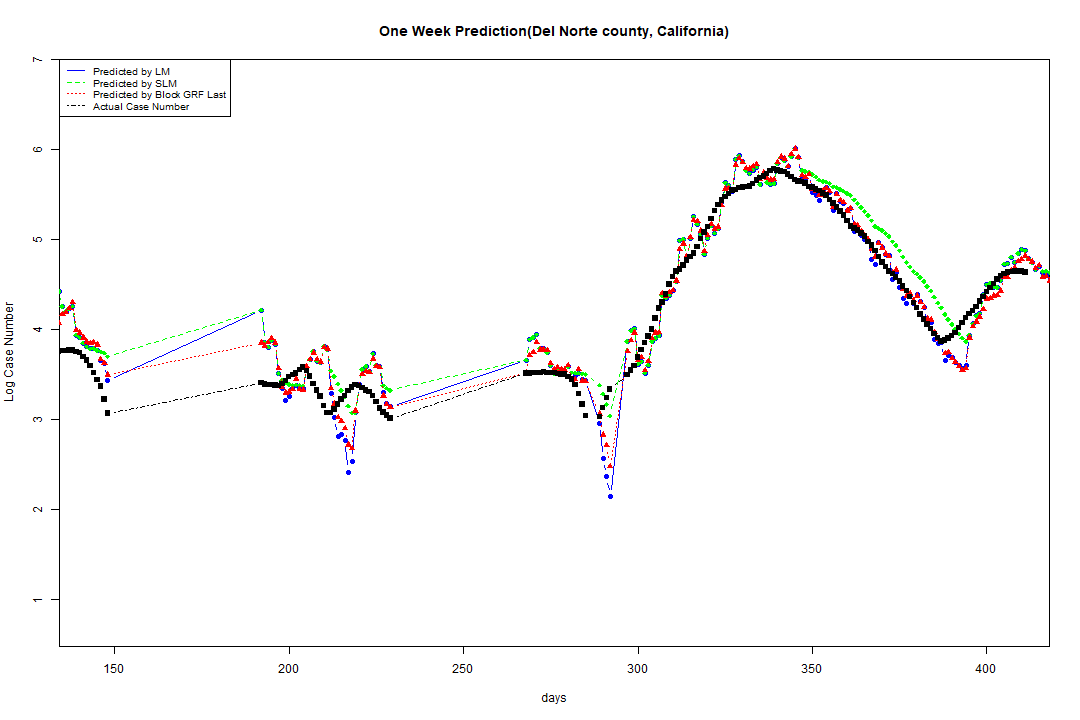 One Week Prediction(Del Norte county, California)
Predicted by LM
Predicted by SLM
Predicted by Block GRF Last
Actual Case Number
7
6
5
4
3
2
1
Log Case Number
150 200 250 300 350 400
days